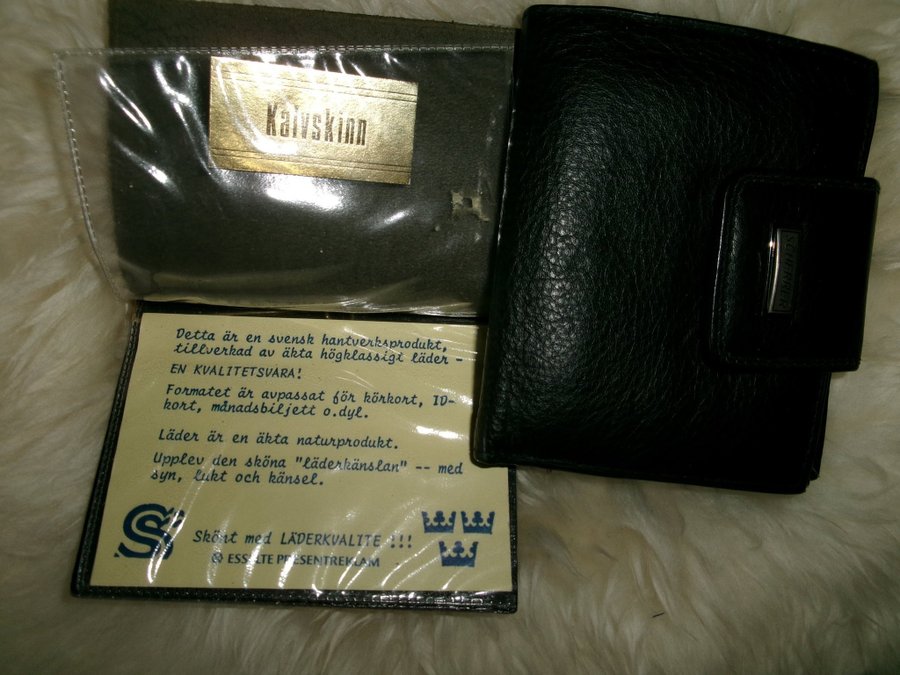 Kalvskinn
Detta är en svensk hantverksprodukt,
tillverkad av äkta högklassigt läder -
EN KVALITETSVARA!
Formatet är avpassat för körkort, ID-
kort, månadsbiljett o.dyl.
Läder är en äkta naturprodukt.
Upplev den sköna "läderkänslan" -- med
syn, lukt och känsel.
Skönt med LÄDERKVALITE !!!
ESSELTE PRESENTREKLAM